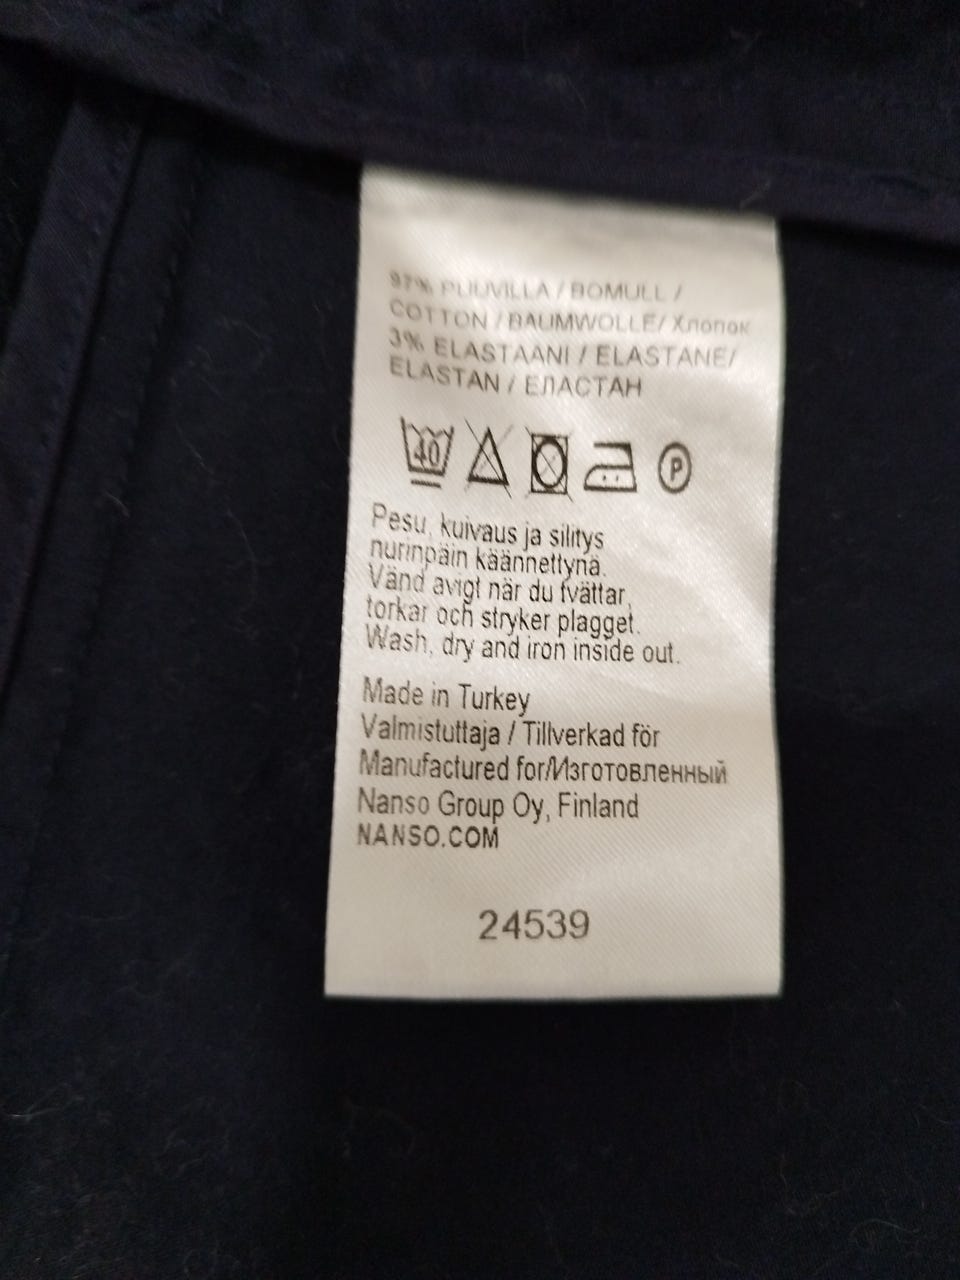 97% PUUVILLA / BOMULL /
COTTON / BAUMWOLLE/ Хлопок
3% ELASTAANI / ELASTANE/
ELASTAN / ЕЛАСТАН
40 P
Pesu, kuivaus ja silitys
nurinpäin käännettynä.
Vänd avigt när du tvättar,
torkar och stryker plagget.
Wash, dry and iron inside out.
Made in Turkey
Valmistuttaja / Tillverkad för
Manufactured for/Изготовленный
Nanso Group Oy, Finland
NANSO.COM
24539